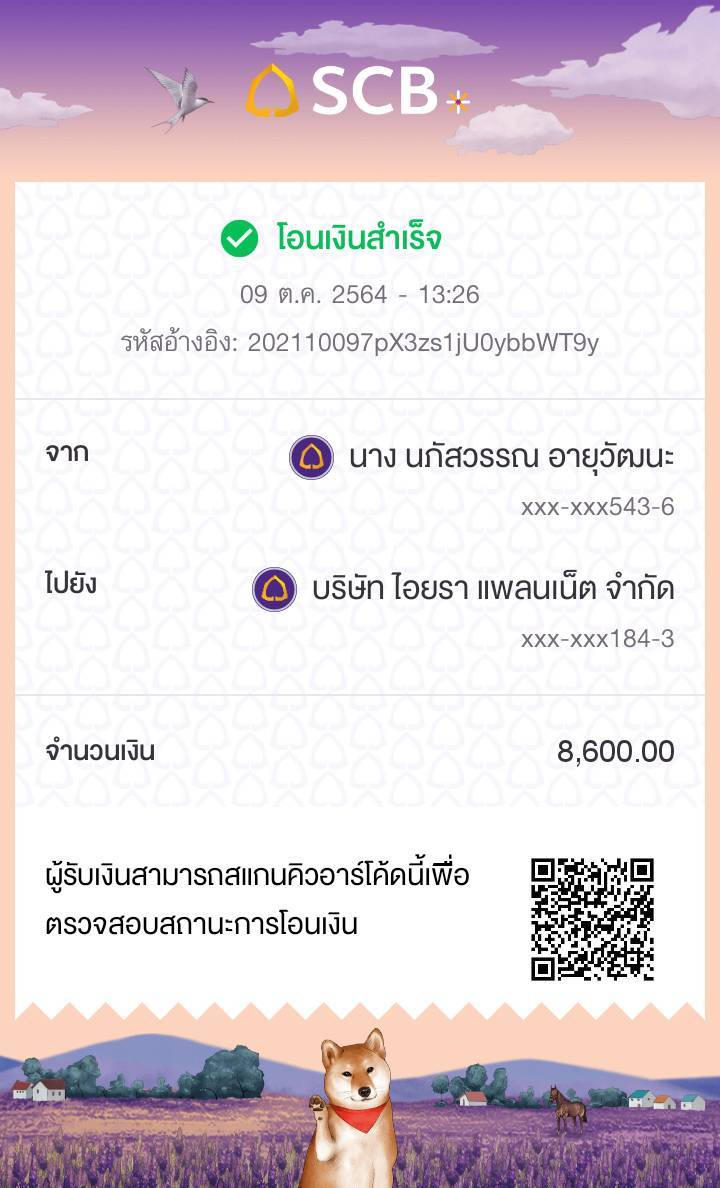 SCB
โอนเงินสำเร็จ
09 ต.ค. 2564 - 13:26
รหัสอ้างอิง: 202110097pX3zs1jU0ybbWT9y
จาก
นาง นภัสวรรณ อายุวัฒนะ
xxx-xxx543-6
ไปยัง
บริษัท ไอยรา แพลนเน็ต จำกัด
xxx-xxx184-3
จำนวนเงิน
8,600.00
ผู้รับเงินสามารถสแกนคิวอาร์โค้ดนี้เพื่อ
ตรวจสอบสถานะการโอนเงิน